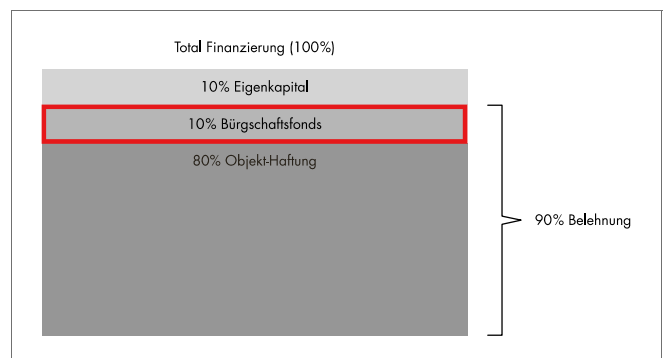 Total Finanzierung (100%)
10% Eigenkapital
10% Bürgschaftsfonds
80% Objekt-Haftung
90% Belehnung